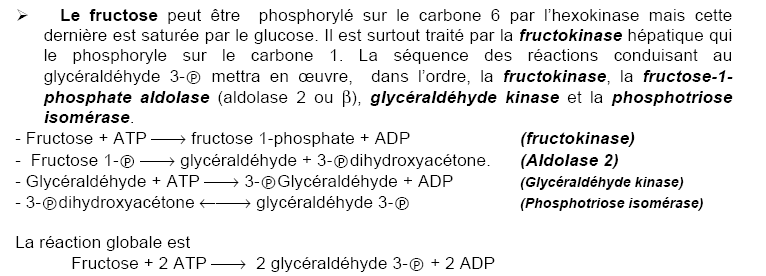 ➢ Le fructose peut être phosphorylé sur le carbone 6 par l'hexokinase mais cette
dernière est saturée par le glucose. Il est surtout traité par la fructokinase hépatique qui
le phosphoryle sur le carbone 1. La séquence des réactions conduisant au
glycéraldéhyde 3-Ⓟ mettra en œuvre, dans l'ordre, la fructokinase, la fructose-1-
phosphate aldolase (aldolase 2 ou β), glycéraldéhyde kinase et la phosphotriose
isomérase.
- Fructose + ATP ⟶ fructose 1-phosphate + ADP (fructokinase)
- Fructose 1-Ⓟ ⟶ glycéraldéhyde + 3-Ⓟdihydroxyacétone. (Aldolase 2)
- Glycéraldéhyde + ATP ⟶ 3-ⓅGlycéraldéhyde + ADP (Glycéraldéhyde kinase)
- 3-Ⓟdihydroxyacétone ⟷ glycéraldéhyde 3-Ⓟ (Phosphotriose isomérase)
La réaction globale est
Fructose + 2 ATP ⟶ 2 glycéraldéhyde 3-Ⓟ + 2 ADP